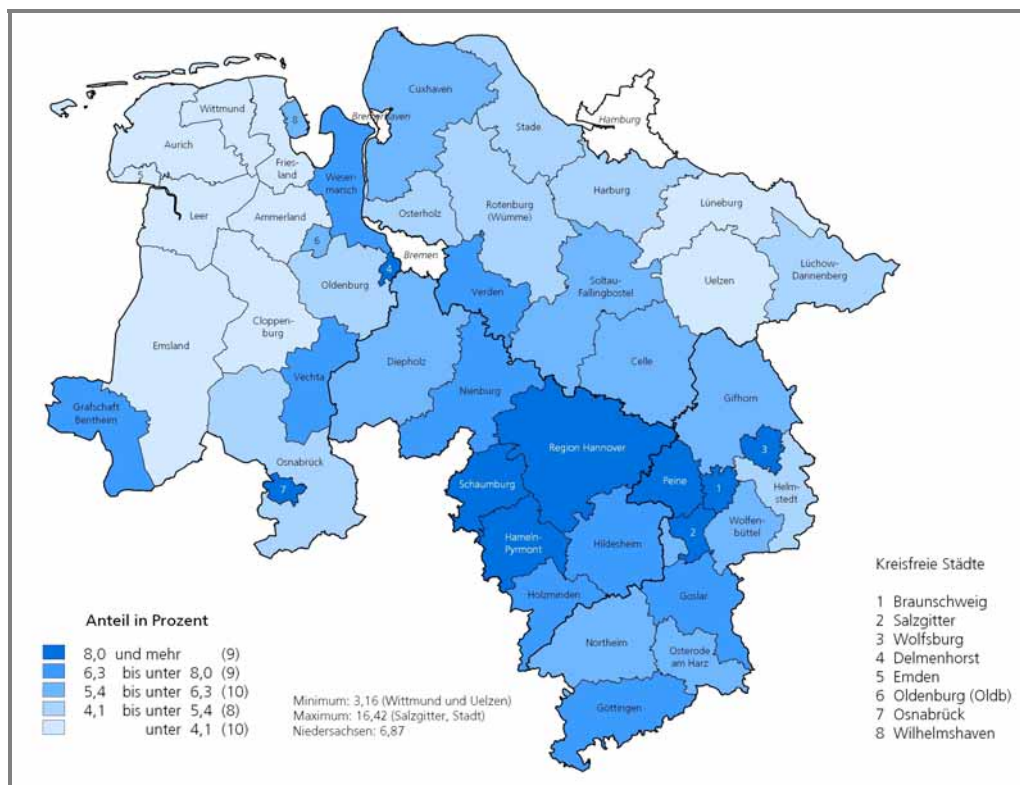 Cuxhaven
Wittmund
8
Bremerhaven
Hamburg
Aurich
Stade
Fries-
land
Weser-
marsch
5
Harburg
Leer
Ammerland
Osterholz
Rotenburg
(Wümme)
Lüneburg
6
Bremen
4
Oldenburg
Verden
Soltau-
Fallingbostel
Uelzen
Lüchow-
Dannenberg
Cloppen-
burg
Emsland
Diepholz
Celle
Vechta
Nienburg
Gifhorn
Grafschaft
Bentheim
Region Hannover
3
Osnabrück
7
Schaumburg
Peine
1
Helm-
stedt
Wolfen-
büttel
Hameln-
Pyrmont
Hildesheim
2
Holzminden
Goslar
Northeim
Osterode
am Harz
Göttingen
Anteil in Prozent
8,0 und mehr (9)
6,3 bis unter 8,0 (9)
5,4 bis unter 6,3 (10)
4,1 bis unter 5,4 (8)
unter 4,1 (10)
Minimum: 3,16 (Wittmund und Uelzen)
Maximum: 16,42 (Salzgitter, Stadt)
Niedersachsen: 6,87
Kreisfreie Städte
1 Braunschweig
2 Salzgitter
3 Wolfsburg
4 Delmenhorst
5 Emden
6 Oldenburg (Oldb)
7 Osnabrück
8 Wilhelmshaven